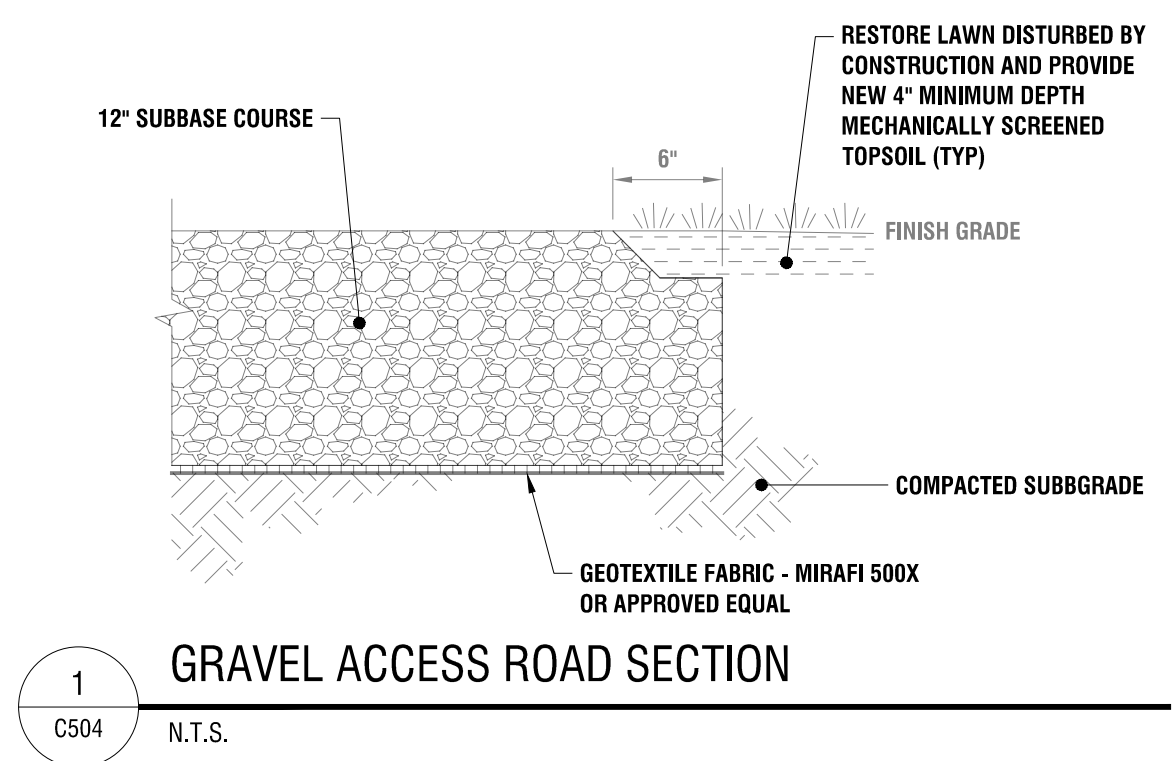 RESTORE LAWN DISTURBED BY
CONSTRUCTION AND PROVIDE
NEW 4" MINIMUM DEPTH
MECHANICALLY SCREENED
TOPSOIL (TYP)
12" SUBBASE COURSE
6"
FINISH GRADE
COMPACTED SUBBGRADE
GEOTEXTILE FABRIC - MIRAFI 500X
OR APPROVED EQUAL
1
C504
GRAVEL ACCESS ROAD SECTION
N.T.S.